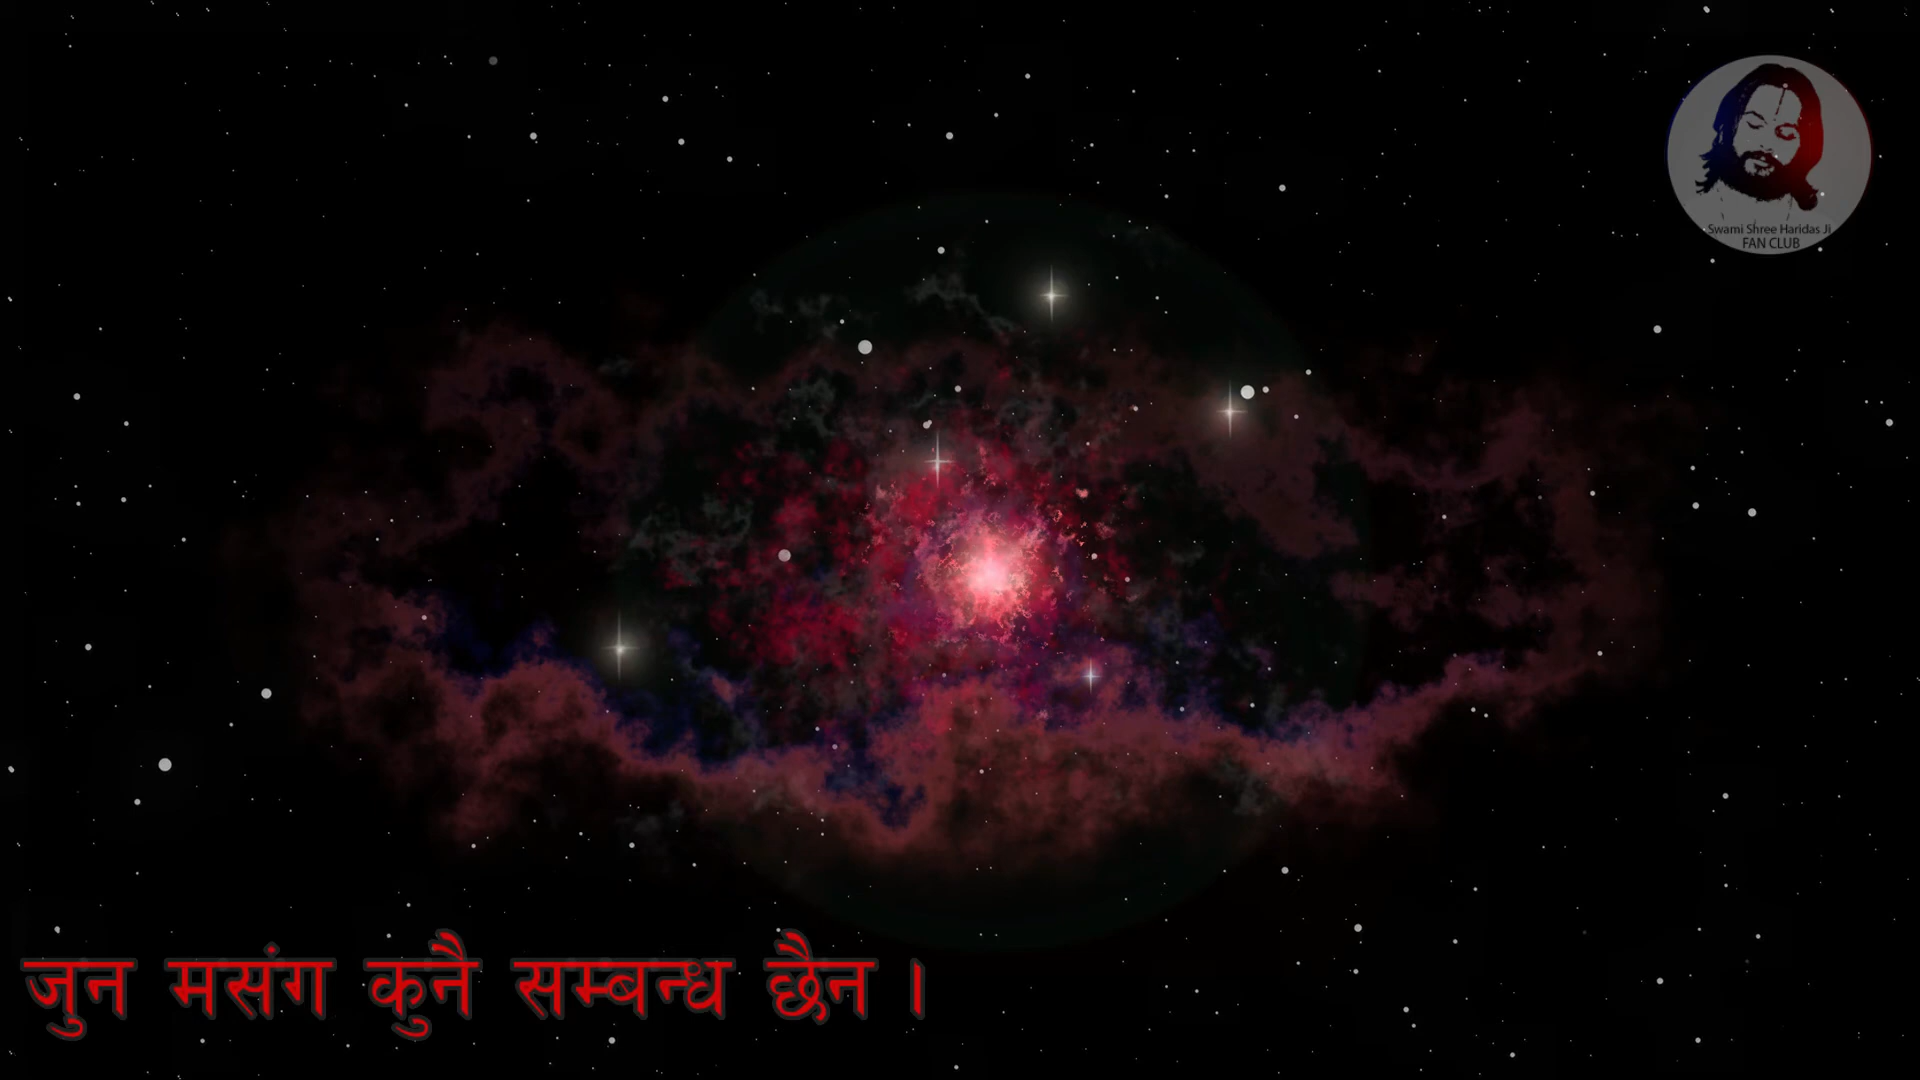 Swami Shree Haridas Ji
FAN CLUB
जुन मसंग कुनै सम्बन्ध छैन ।